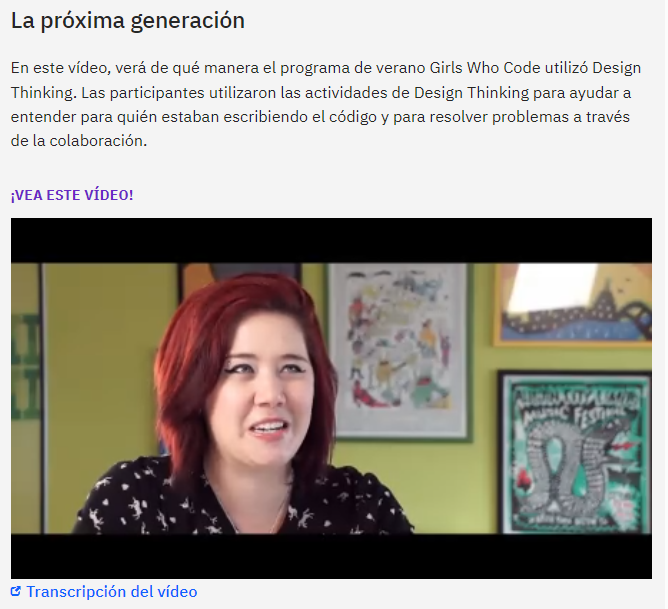 La próxima generación
En este vídeo, verá de qué manera el programa de verano Girls Who Code utilizó Design
Thinking. Las participantes utilizaron las actividades de Design Thinking para ayudar a
entender para quién estaban escribiendo el código y para resolver problemas a través
de la colaboración.
¡VEA ESTE VÍDEO!
MUSIC FESTIVAL
Transcripción del vídeo